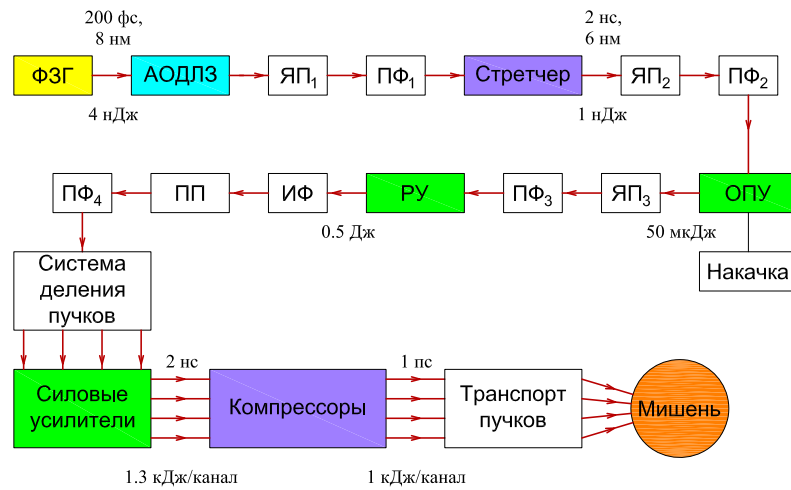 200 фс,
8 нм
2 нс,
6 нм
ФЗГ
АОДЛЗ
ЯП1
ПФ1
Стретчер
ЯП2
ПФ2
4 нДж
1 нДж
ПФ4
ПП
ИФ
РУ
ПФ3
ЯП3
ОПУ
0.5 Дж
50 мкДж
Накачка
Система
деления
пучков
2 нс
1 пс
Силовые
усилители
Компрессоры
Транспорт
пучков
Мишень
1.3 кДж/канал
1 кДж/канал